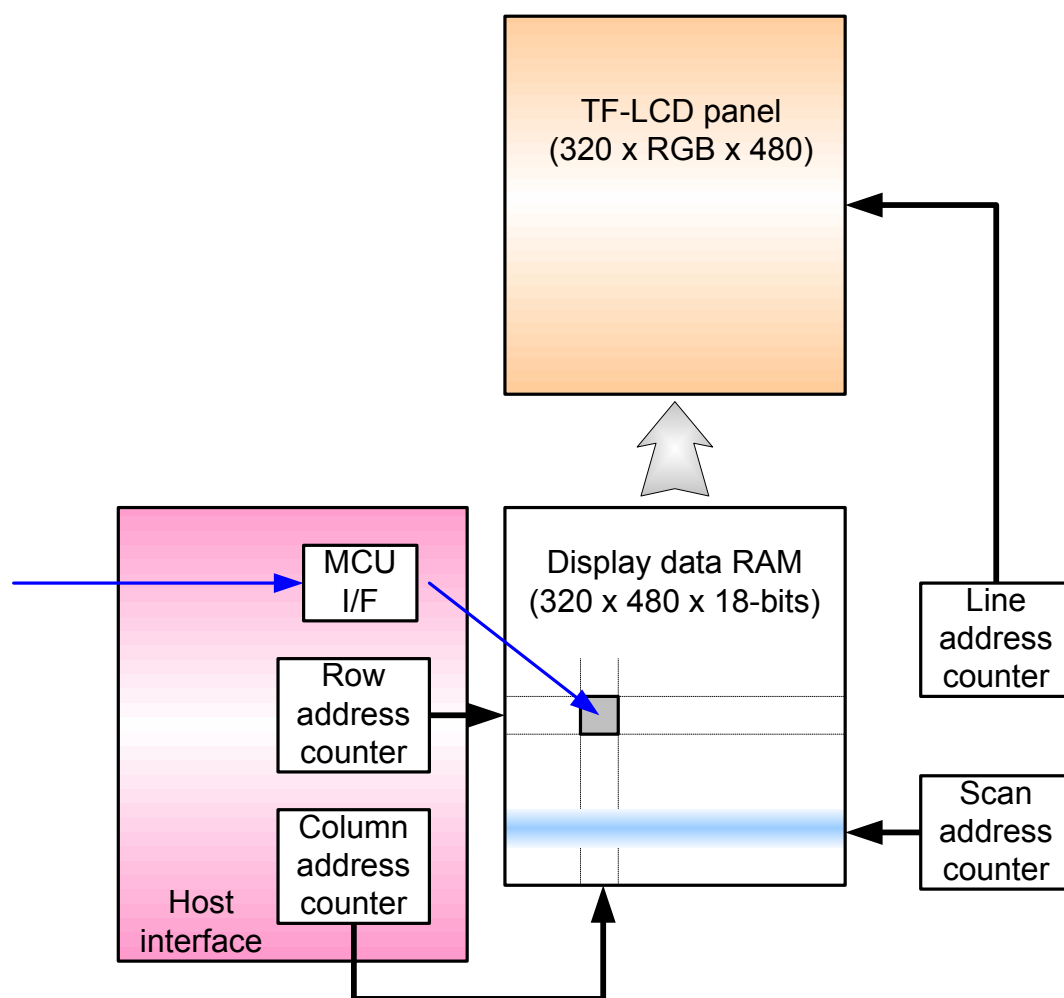 TF-LCD panel
(320 x RGB x 480)
MCU
I/F
Display data RAM
(320 x 480 x 18-bits)
Line
address
counter
Row
address
counter
Column
address
counter
Scan
address
counter
Host
interface